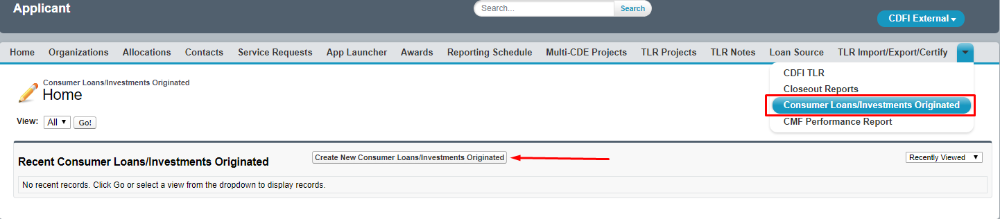 Applicant
Search... Search
CDFI External
Home Organizations Allocations Contacts Service Requests App Launcher Awards Reporting Schedule Multi-CDE Projects TLR Projects TLR Notes Loan Source TLR Import/Export/Certify
CDFI TLR
Closeout Reports
Consumer Loans/Investments Originated
CMF Performance Report
Consumer Loans/Investments Originated
Home
View: All Go!
Recent Consumer Loans/Investments Originated Create New Consumer Loans/Investments Originated Recently Viewed
No recent records. Click Go or select a view from the dropdown to display records.